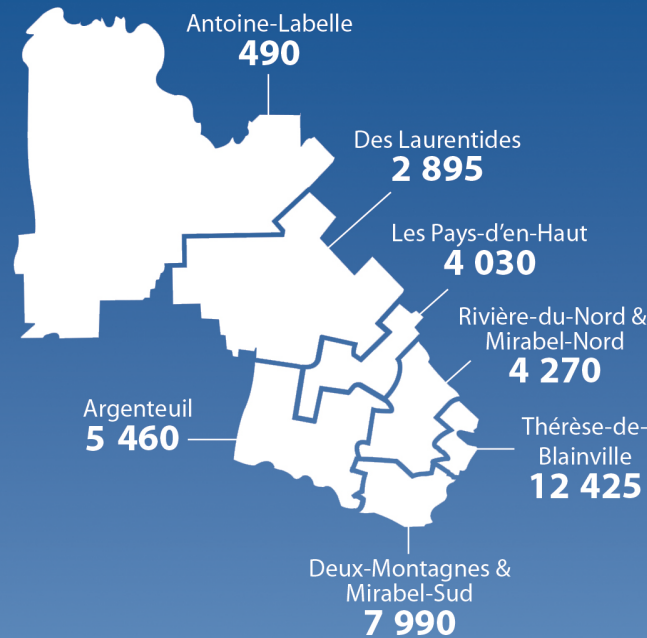 Antoine-Labelle
490
Des Laurentides
2 895
Les Pays-d'en-Haut
4 030
Rivière-du-Nord &
Mirabel-Nord
4 270
Argenteuil
5 460
Thérèse-de-
Blainville
12 425
Deux-Montagnes &
Mirabel-Sud
7 990